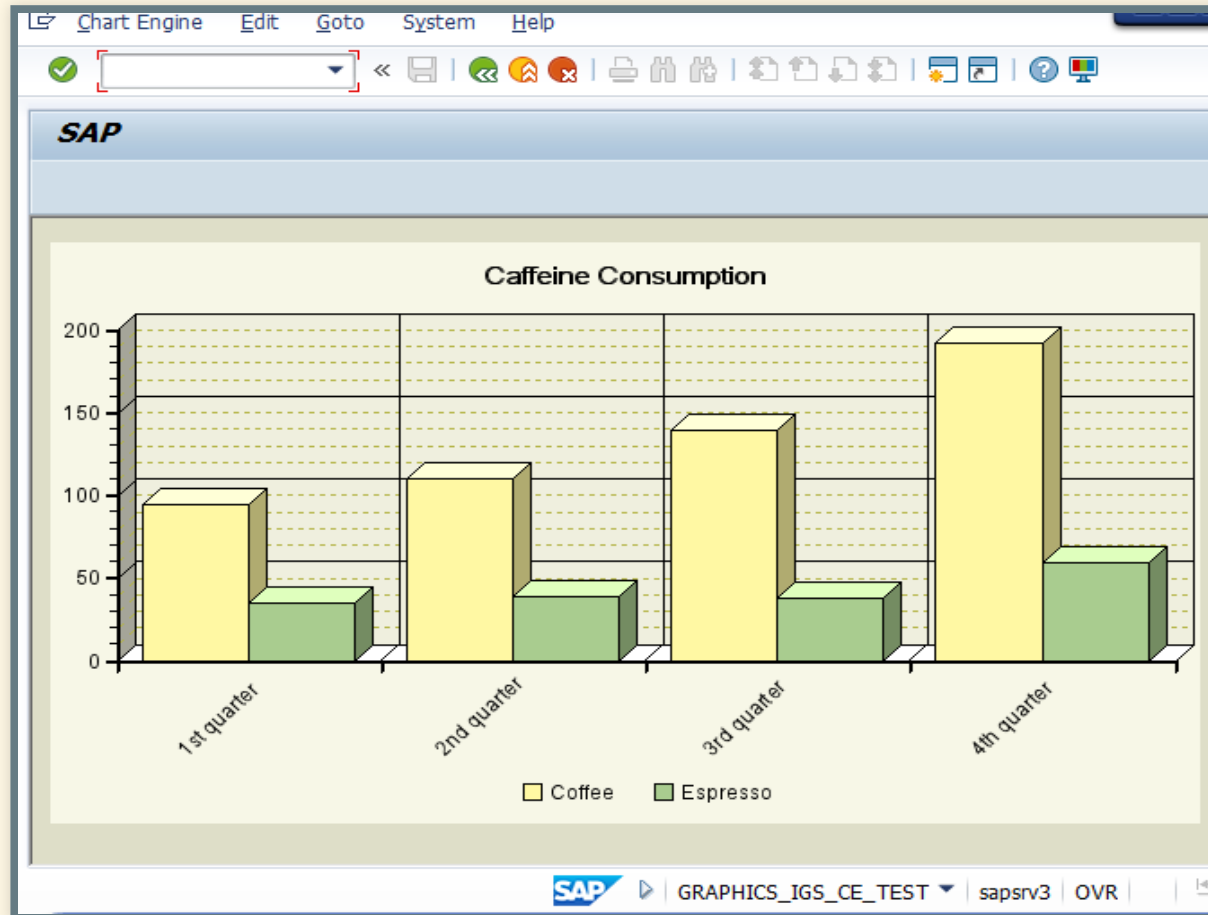 Chart Engine Edit Goto System Help
SAP
Caffeine Consumption
200
150
100
50
0
1st quarter 2nd quarter 3rd quarter 4th quarter
Coffee Espresso
SAP GRAPHICS_IGS_CE_TEST sapsrv3 OVR